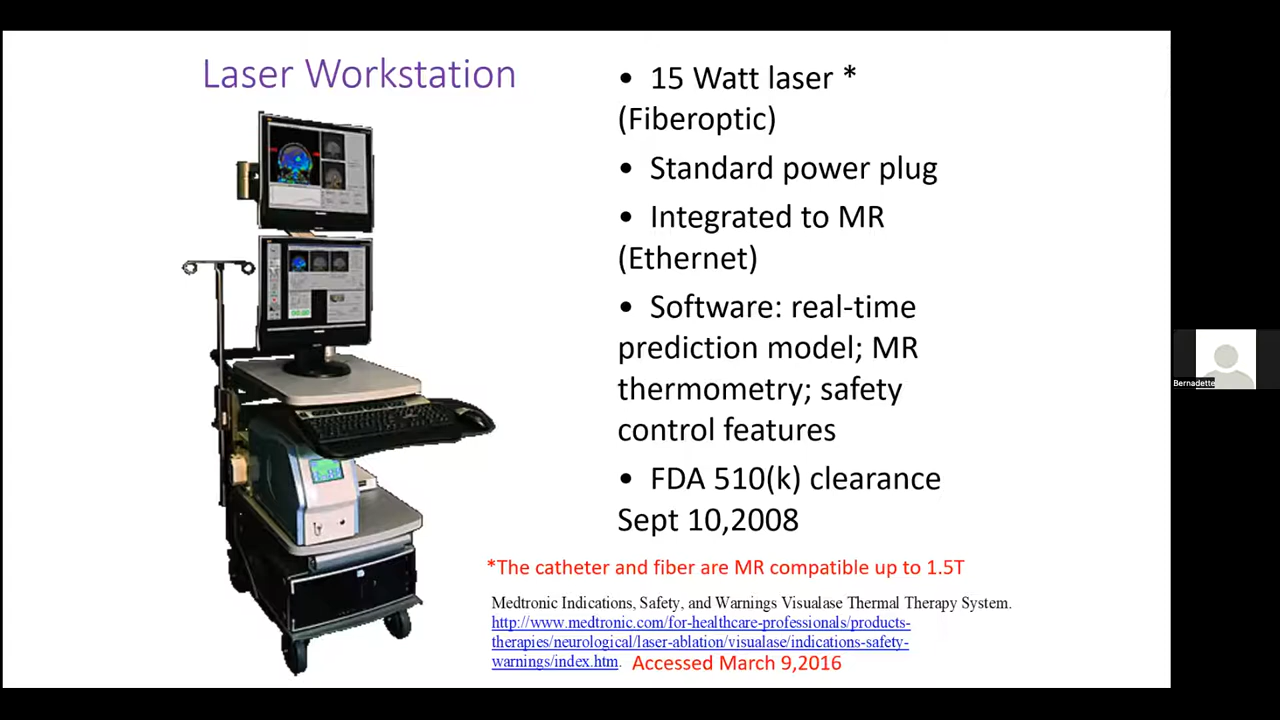 Laser Workstation
• 15 Watt laser *
(Fiberoptic)
• Standard power plug
• Integrated to MR
(Ethernet)
• Software: real-time
prediction model; MR
thermometry; safety
control features
• FDA 510(k) clearance
Sept 10,2008
*The catheter and fiber are MR compatible up to 1.5T
Medtronic Indications, Safety, and Warnings Visualase Thermal Therapy System.
http://www.medtronic.com/for-healthcare-professionals/products-
therapies/neurological/laser-ablation/visualase/indications-safety-
warnings/index.htm. Accessed March 9,2016
Bernadette